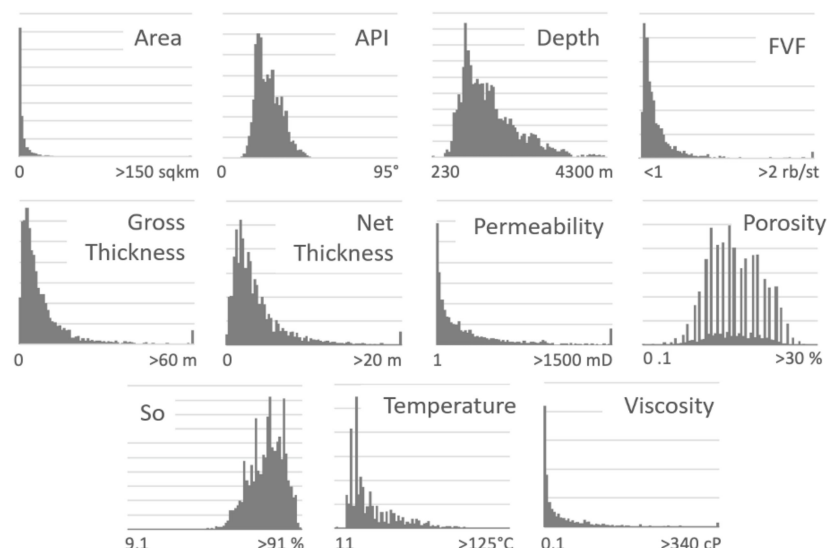 Area
0 >150 sqkm
API
0 95°
Depth
230 4300 m
FVF
<1 >2 rb/st
Gross
Thickness
0 >60 m
Net
Thickness
0 >20 m
Permeability
1 >1500 mD
Porosity
0 .1 >30 %
So
9.1 >91 %
Temperature
11 >125°C
Viscosity
0.1 >340 cP